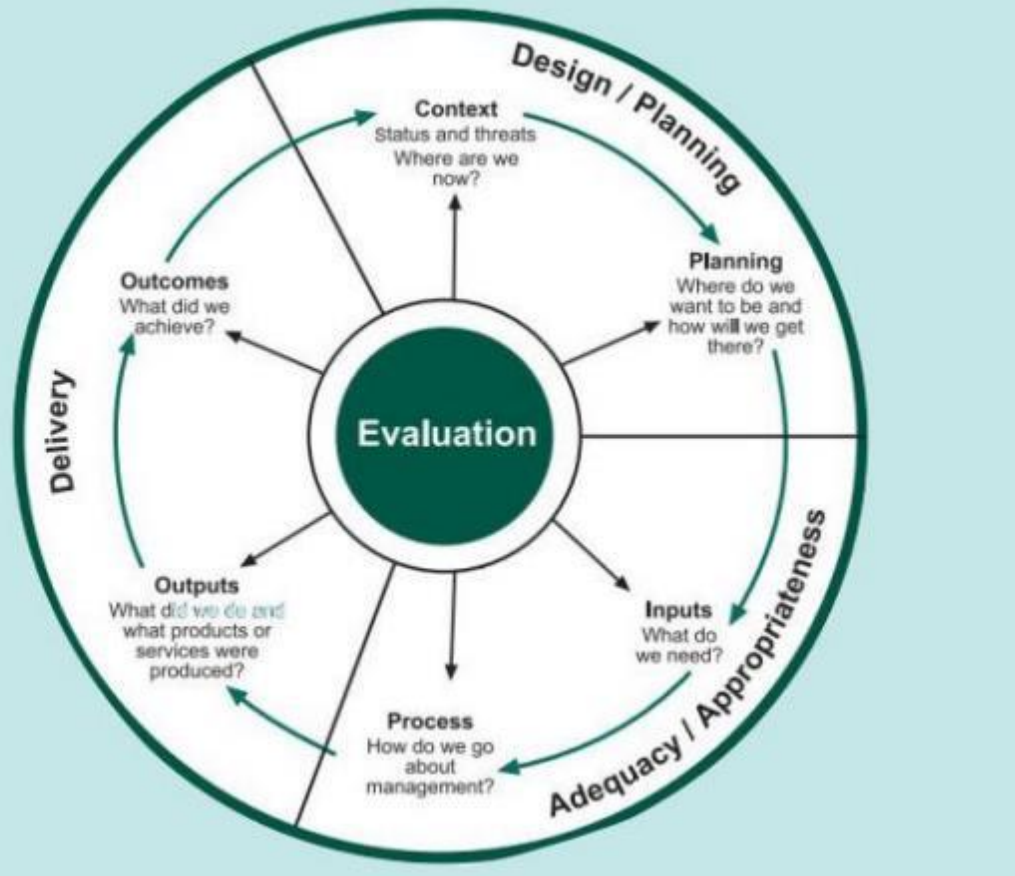 Design / Planning
Context
Status and threats
Where are we
now?
Planning
Where do we
want to be and
how will we get
there?
Outcomes
What did we
achieve?
Delivery
Evaluation
Outputs
What did we do and
what products or
services were
produced?
Inputs
What do
we need?
Process
How do we go
about
management?
Adequacy / Appropriateness